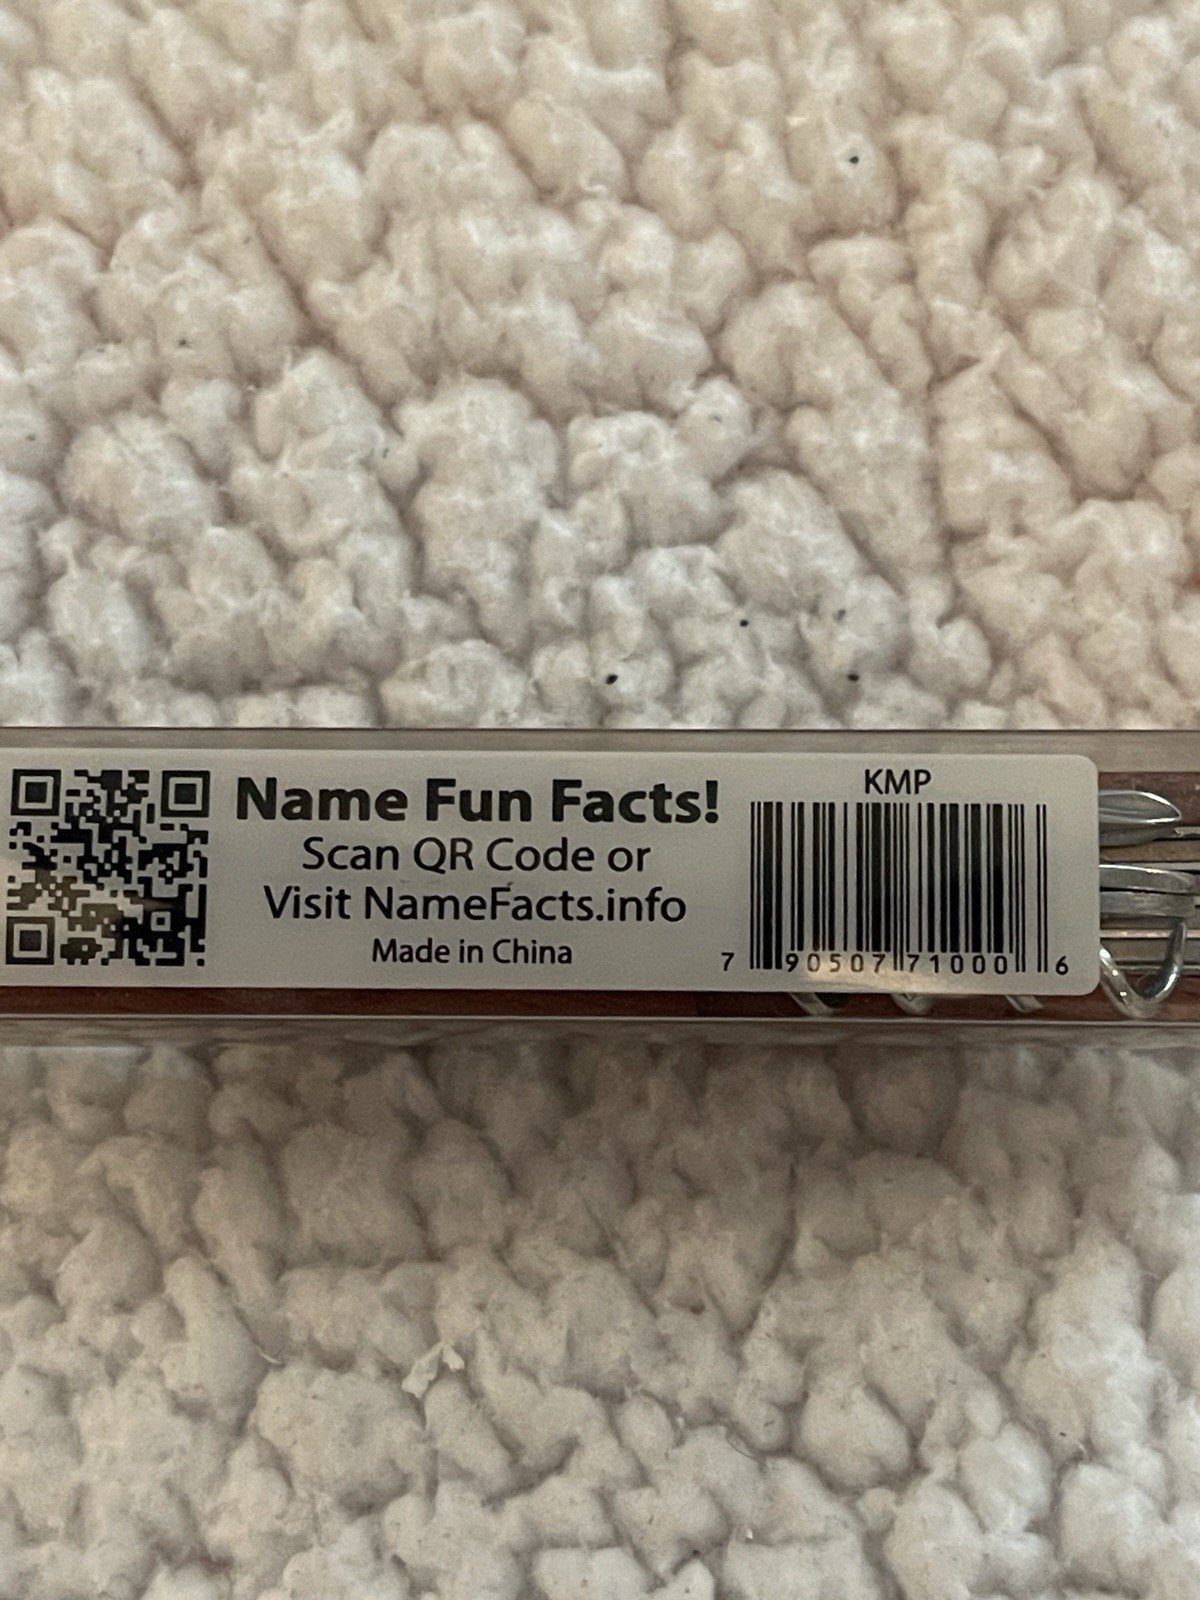 Name Fun Facts!
Scan QR Code or
Visit NameFacts.info
Made in China
KMP
7 90507 71000 6